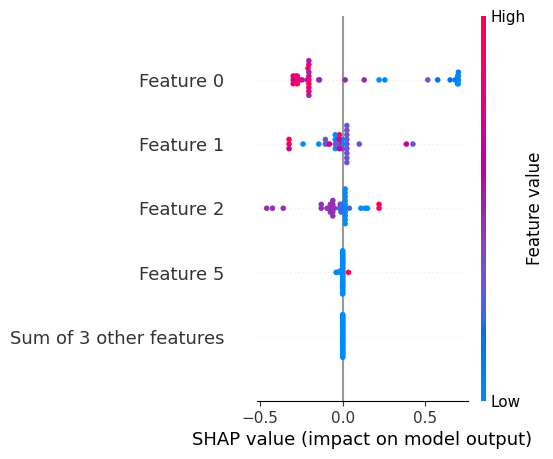 High
Feature 0
Feature 1
Feature 2
Feature 5
Sum of 3 other features
Feature value
Low
−0.5 0.0 0.5
SHAP value (impact on model output)